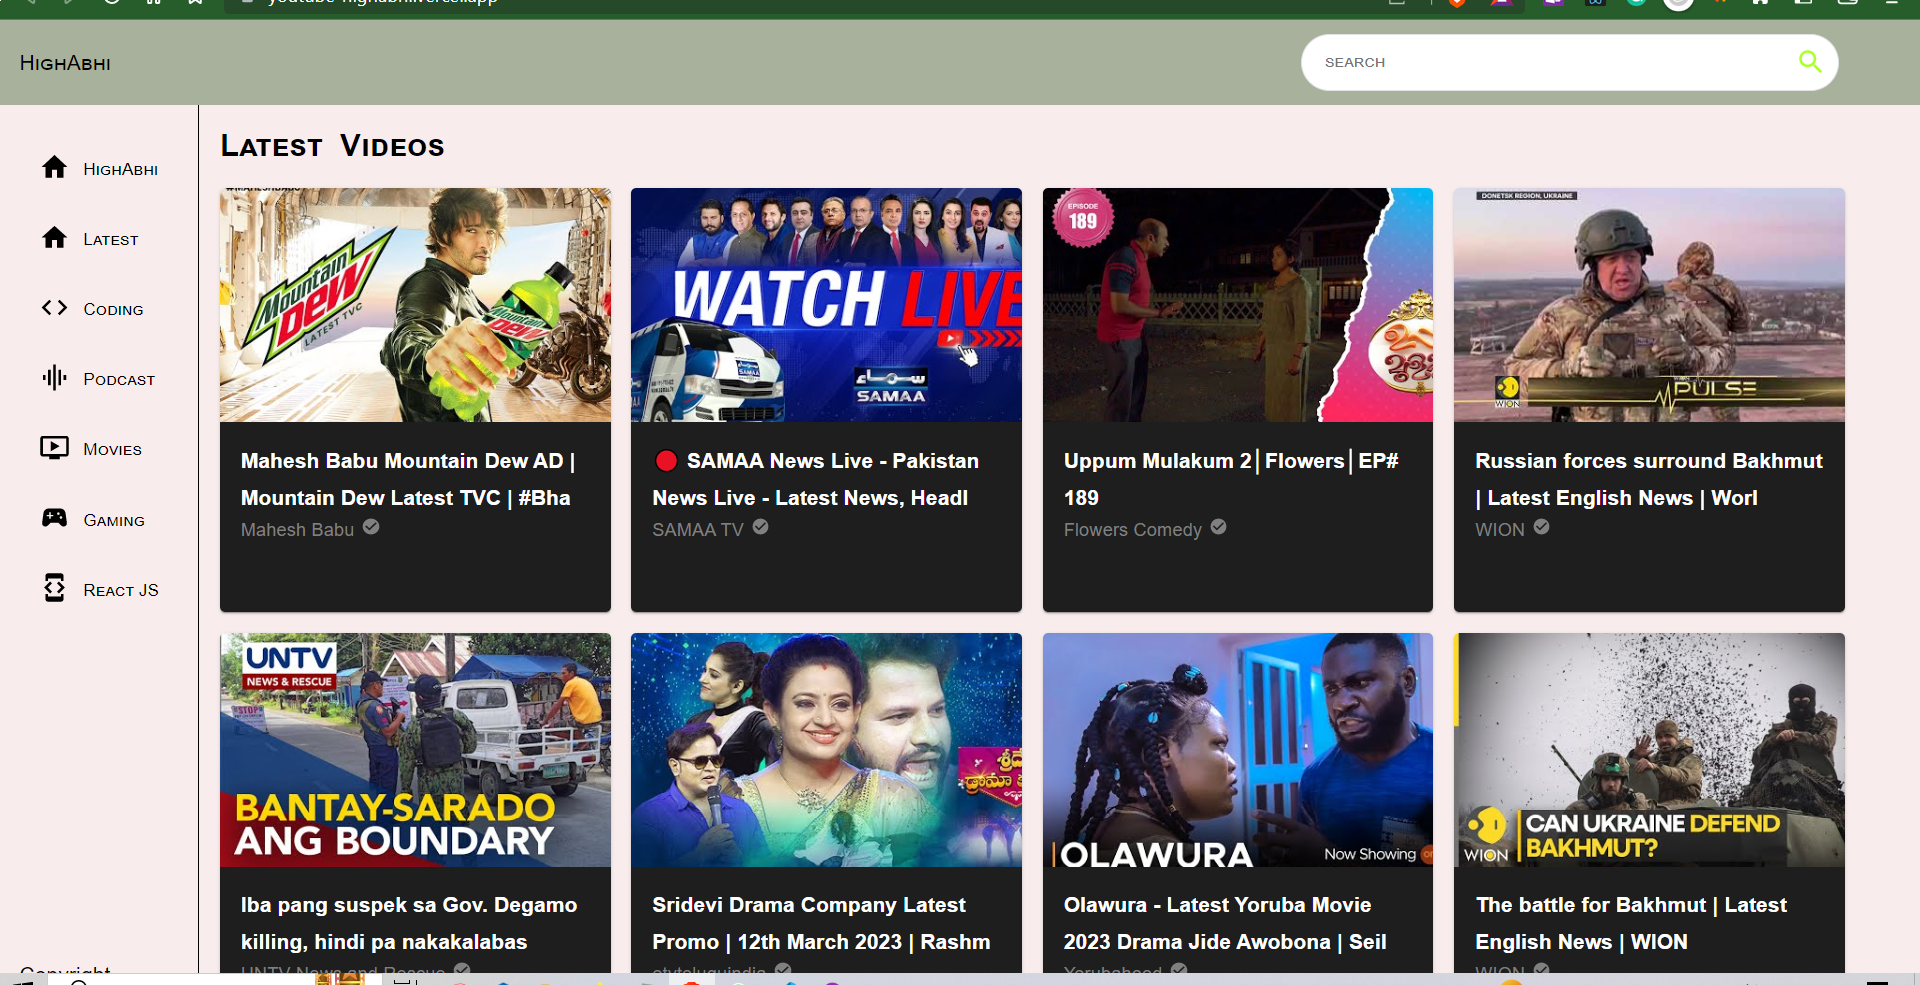 HighAbhi
SEARCH
HighAbhi
Latest
Coding
Podcast
Movies
Gaming
React JS
Latest Videos
Mountain
DEW
LATEST TVC
Mountain
DEW
Mahesh Babu Mountain Dew AD |
Mountain Dew Latest TVC | #Bha
Mahesh Babu
WATCH LIVE
SAMAA
SAMAA
🔴 SAMAA News Live - Pakistan
News Live - Latest News, Headl
SAMAA TV
EPISODE
189
Uppum Mulakum 2│Flowers│EP#
189
Flowers Comedy
DONETSK REGION, UKRAINE
WION
PULSE
Russian forces surround Bakhmut
| Latest English News | Worl
WION
UNTV
NEWS & RESCUE
STOP
BANTAY-SARADO
ANG BOUNDARY
Iba pang suspek sa Gov. Degamo
killing, hindi pa nakakalabas
UNTV News and Rescue
Sridevi Drama Company Latest
Promo | 12th March 2023 | Rashm
etvteluguindia
OLAWURA
Now Showing
Olawura - Latest Yoruba Movie
2023 Drama Jide Awobona | Seil
Yorubahood
WION
CAN UKRAINE DEFEND
BAKHMUT?
The battle for Bakhmut | Latest
English News | WION
WION
Copyright